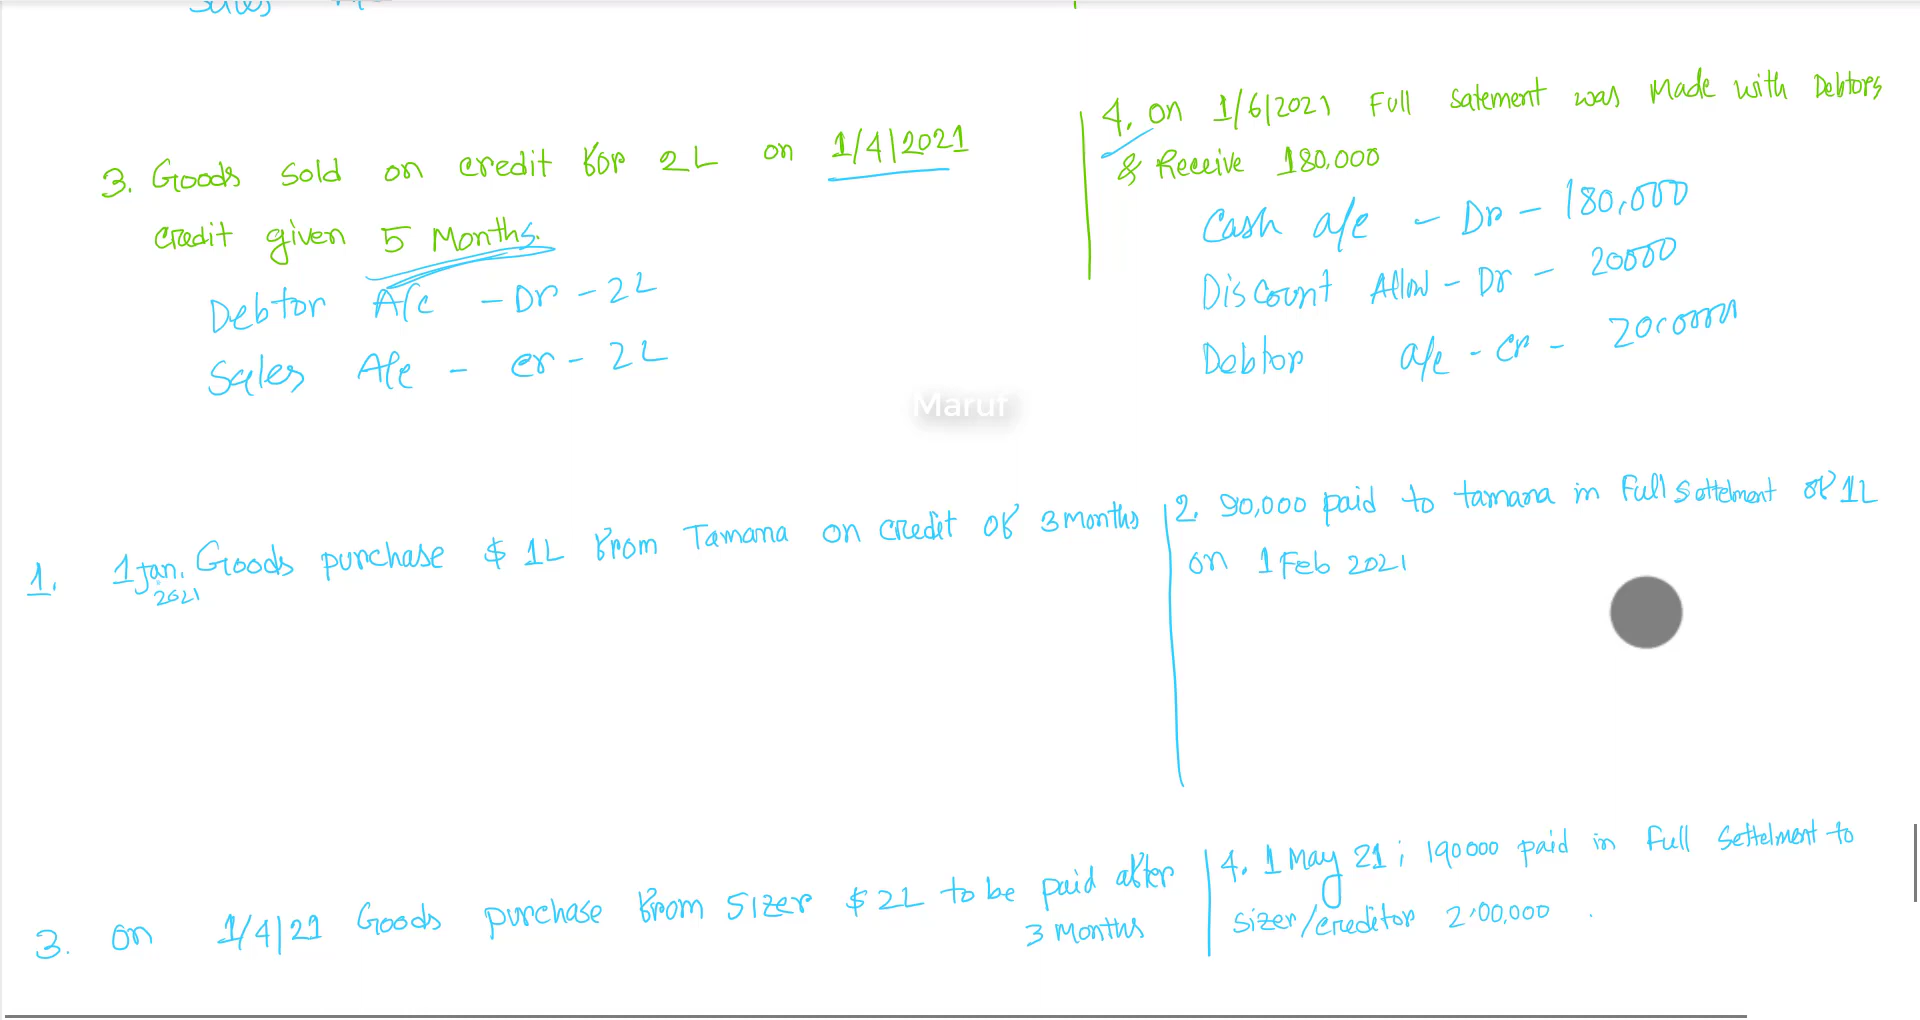 3. Goods sold on credit for 2L on 1/4/2021
credit given 5 Months.
Debtor A/c - Dr - 2L
Sales A/c - cr - 2L
4. on 1/6/2021 Full satement was Made with Debtors
& Receive 180,000
Cash a/c - Dr - 180,000
Discount Allow - Dr - 20000
Debtor a/c - cr -
Maruf
1. 1 Jan. Goods purchase $ 1L from Tamana on credit of 3 months
2021
2. 90,000 paid to tamana in Full Sottelment of 1L
on 1 Feb 2021
3. on 1/4/21 Goods purchase from Sizer $ 2L to be paid after
3 Months
4. 1 May 21; 190000 paid in Full Settelment to
Sizer/creditor 2,00,000.